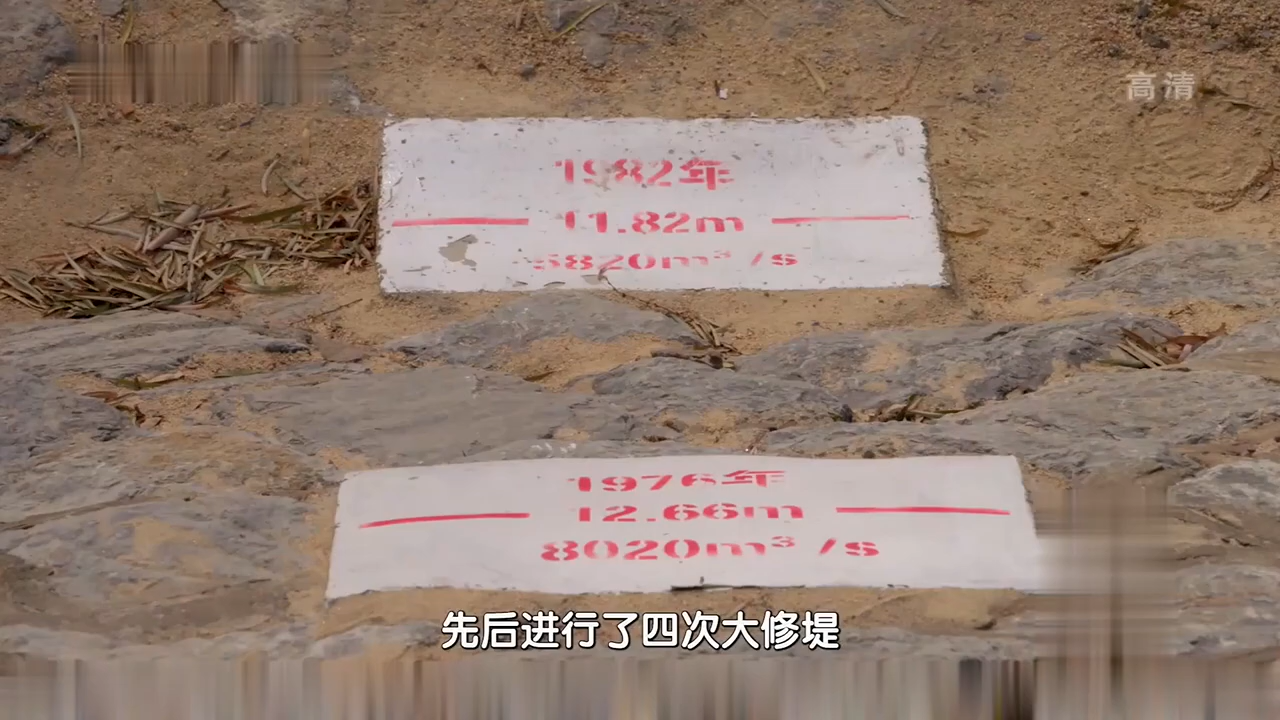 高清
1982年
11.82m
5820m³/s
1976年
12.66m
8020m³/s
先后进行了四次大修堤